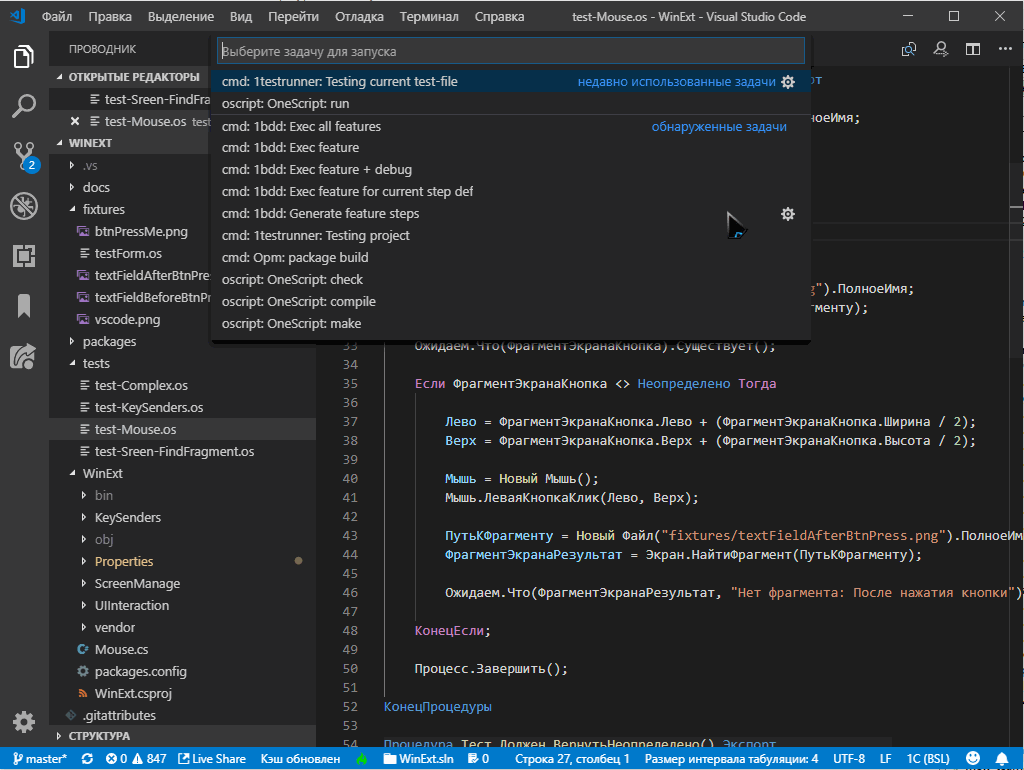 Файл Правка Выделение Вид Перейти Отладка Терминал Справка test-Mouse.os - WinExt - Visual Studio Code
ПРОВОДНИК
ОТКРЫТЫЕ РЕДАКТОРЫ
test-Sreen-FindFra
test-Mouse.os test
WINEXT
.vs
docs
fixtures
btnPressMe.png
testForm.os
textFieldAfterBtnPre
textFieldBeforeBtnPr
vscode.png
packages
tests
test-Complex.os
test-KeySenders.os
test-Mouse.os
test-Sreen-FindFragment.os
WinExt
bin
KeySenders
obj
Properties
ScreenManage
UIInteraction
vendor
Mouse.cs
packages.config
WinExt.csproj
.gitattributes
СТРУКТУРА
2
Выберите задачу для запуска
cmd: 1testrunner: Testing current test-file недавно использованные задачи
oscript: OneScript: run
cmd: 1bdd: Exec all features обнаруженные задачи
cmd: 1bdd: Exec feature
cmd: 1bdd: Exec feature + debug
cmd: 1bdd: Exec feature for current step def
cmd: 1bdd: Generate feature steps
cmd: 1testrunner: Testing project
cmd: Opm: package build
oscript: OneScript: check
oscript: OneScript: compile
oscript: OneScript: make
ноеИмя;
g").ПолноеИмя;
гменту);
33 Ожидаем.Что(ФрагментЭкранаКнопка).Существует();
34
35 Если ФрагментЭкранаКнопка <> Неопределено Тогда
36
37 Лево = ФрагментЭкранаКнопка.Лево + (ФрагментЭкранаКнопка.Ширина / 2);
38 Верх = ФрагментЭкранаКнопка.Верх + (ФрагментЭкранаКнопка.Высота / 2);
39
40 Мышь = Новый Мышь();
41 Мышь.ЛеваяКнопкаКлик(Лево, Верх);
42
43 ПутьКФрагменту = Новый Файл("fixtures/textFieldAfterBtnPress.png").ПолноеИм
44 ФрагментЭкранаРезультат = Экран.НайтиФрагмент(ПутьКФрагменту);
45
46 Ожидаем.Что(ФрагментЭкранаРезультат, "Нет фрагмента: После нажатия кнопки")
47
48 КонецЕсли;
49
50 Процесс.Завершить();
51
52 КонецПроцедуры
53
54 Процедура Тест_Должен_ВернутьНеопределено() Экспорт
master* 0 847 Live Share Кэш обновлен WinExt.sln 0 Строка 27, столбец 1 Размер интервала табуляции: 4 UTF-8 LF 1C (BSL)